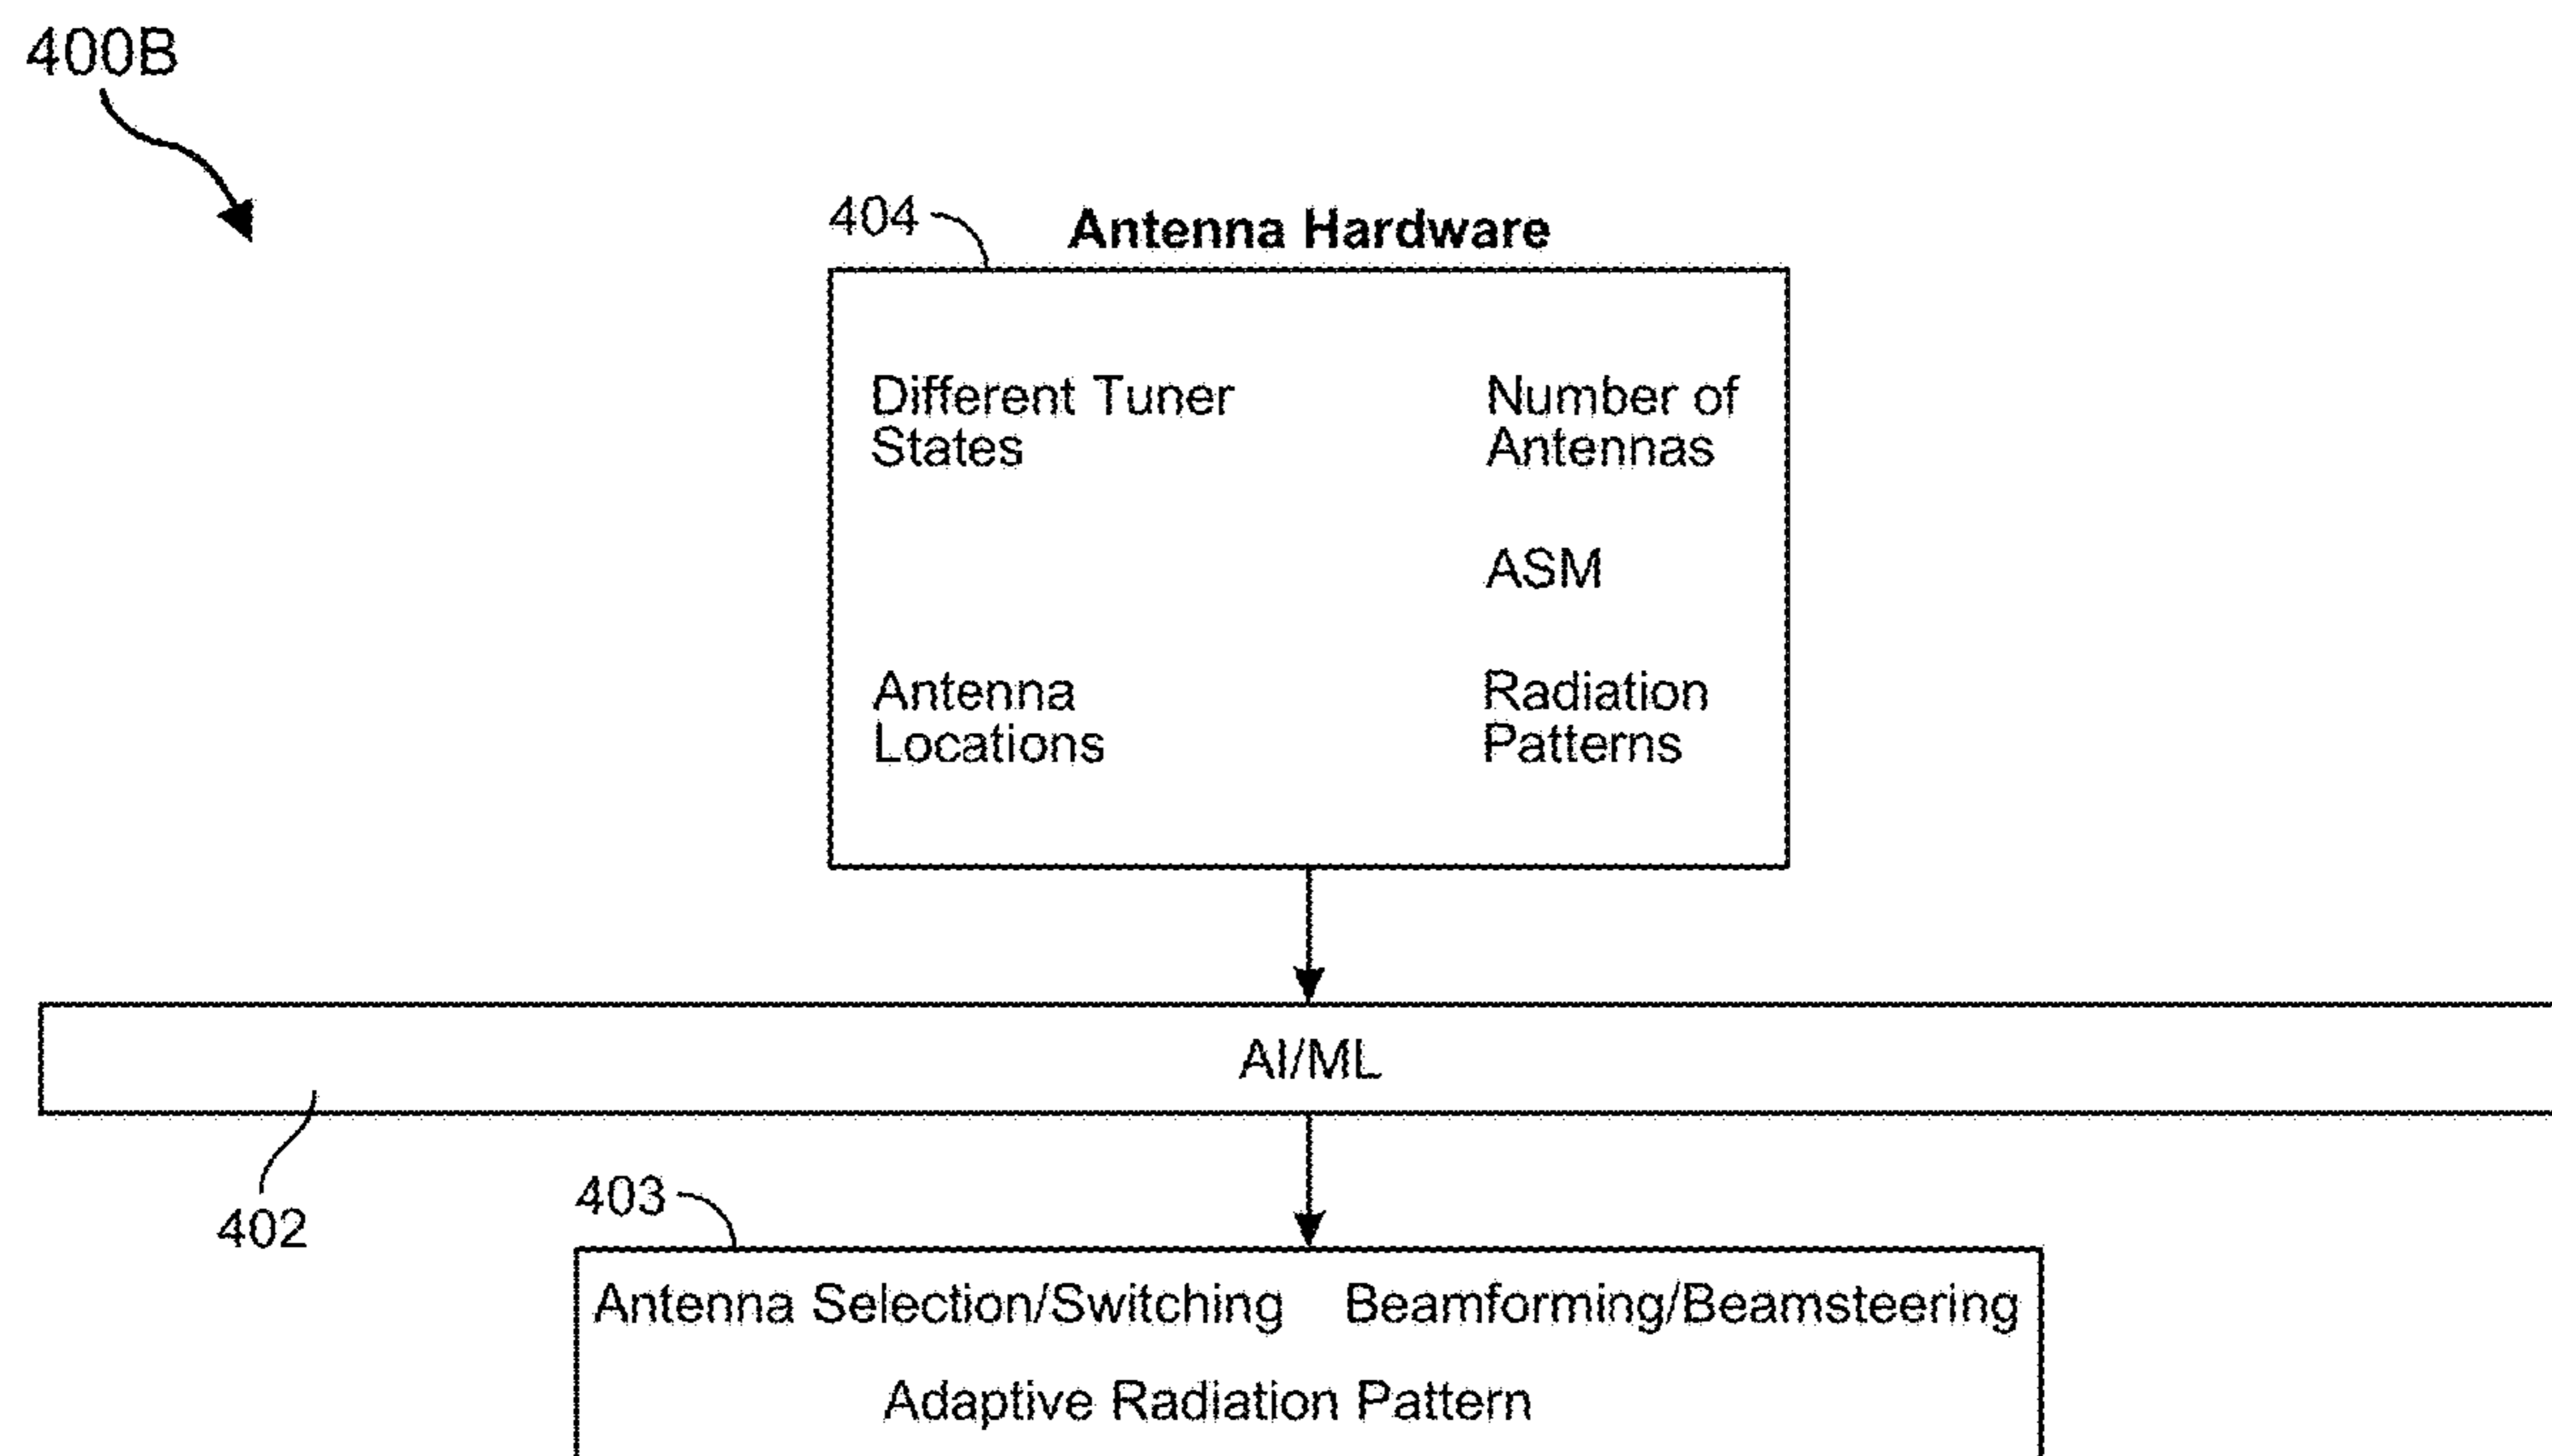 400B
404
Antenna Hardware
Different Tuner
States
Number of
Antennas
ASM
Antenna
Locations
Radiation
Patterns
AI/ML
402
403
Antenna Selection/Switching
Beamforming/Beamsteering
Adaptive Radiation Pattern